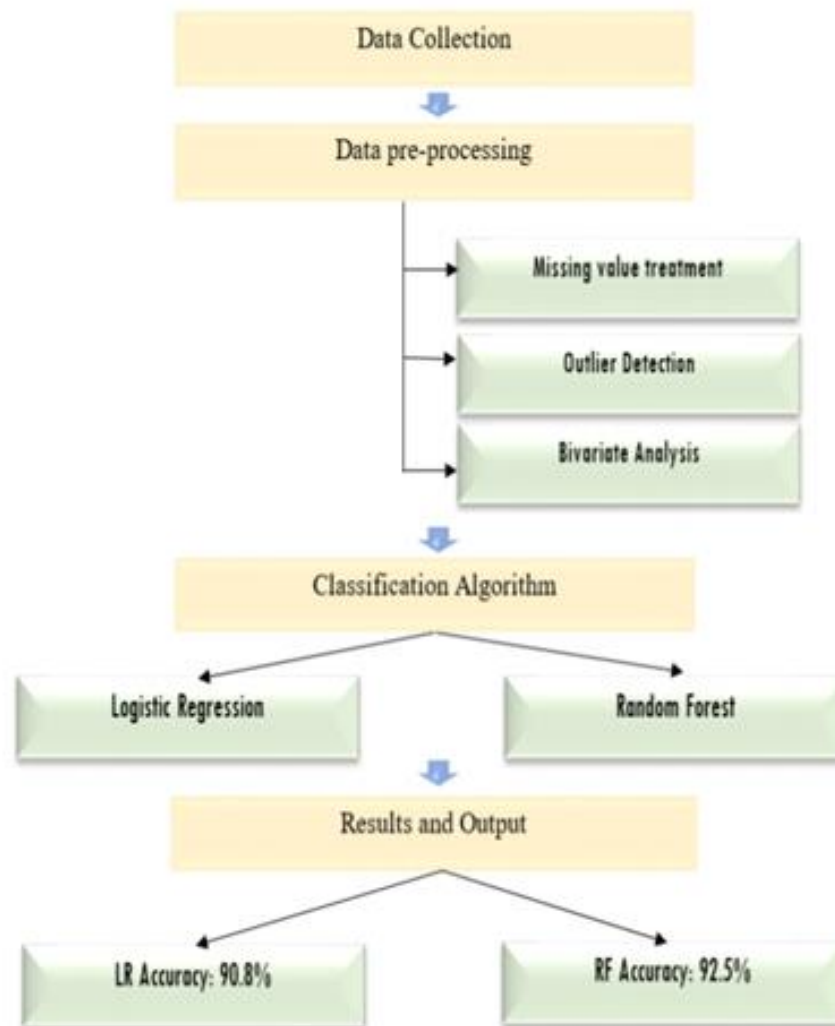 Data Collection
Data pre-processing
Missing value treatment
Outlier Detection
Bivariate Analysis
Classification Algorithm
Logistic Regression
Random Forest
Results and Output
LR Accuracy: 90.8%
RF Accuracy: 92.5%